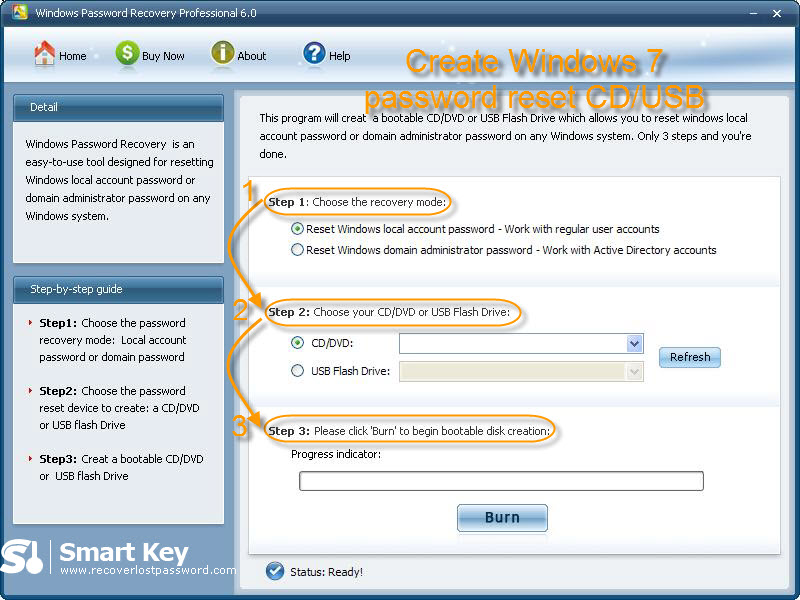 Windows Password Recovery Professional 6.0
Home
Buy Now
About
Help
Create Windows 7
password reset CD/USB
Detail
Windows Password Recovery is an
easy-to-use tool designed for resetting
Windows local account password or
domain administrator password on any
Windows system.
Step-by-step guide
Step1: Choose the password
recovery mode: Local account
password or domain password
Step2: Choose the password
reset device to create: a CD/DVD
or USB flash Drive
Step3: Creat a bootable CD/DVD
or USB flash Drive
Smart Key
www.recoverlostpassword.com
This program will creat a bootable CD/DVD or USB Flash Drive which allows you to reset windows local
account password or domain administrator password on any Windows system. Only 3 steps and you're
done.
1
Step 1: Choose the recovery mode:
Reset Windows local account password - Work with regular user accounts
Reset Windows domain administrator password - Work with Active Directory accounts
2
Step 2: Choose your CD/DVD or USB Flash Drive:
CD/DVD:
USB Flash Drive:
Refresh
3
Step 3: Please click 'Burn' to begin bootable disk creation:
Progress indicator:
Burn
Status: Ready!